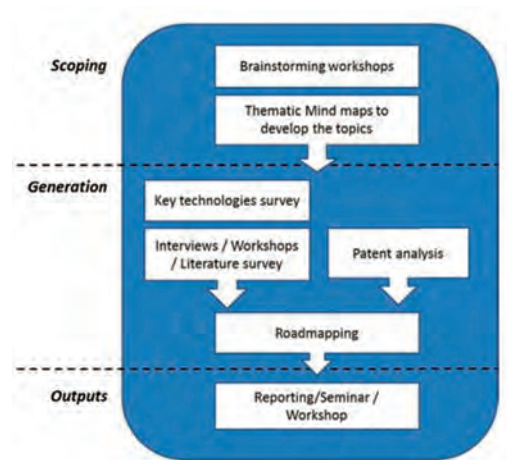 Scoping
Brainstorming workshops
Thematic Mind maps to
develop the topics
Generation
Key technologies survey
Interviews / Workshops
/ Literature survey
Patent analysis
Roadmapping
Outputs
Reporting/Seminar /
Workshop